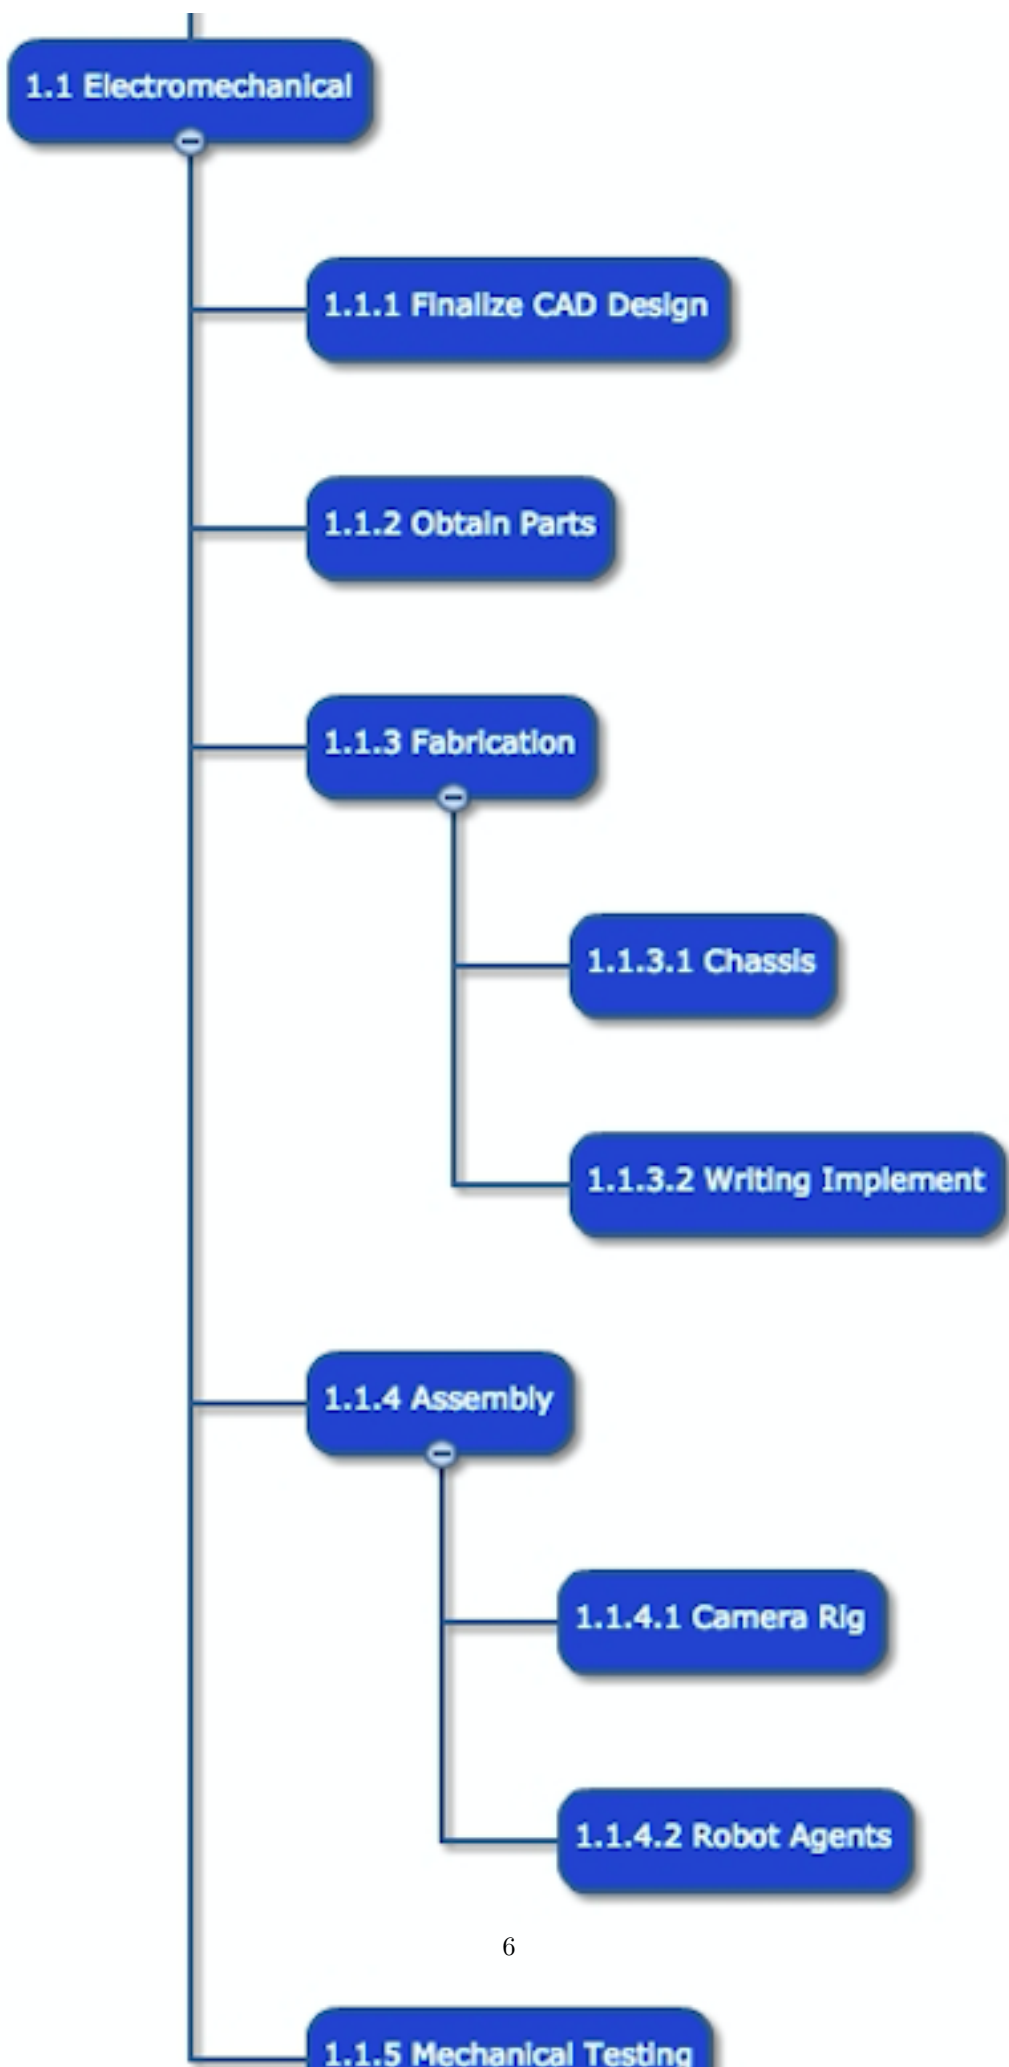 1.1 Electromechanical
1.1.1 Finalize CAD Design
1.1.2 Obtain Parts
1.1.3 Fabrication
1.1.3.1 Chassis
1.1.3.2 Writing Implement
1.1.4 Assembly
1.1.4.1 Camera Rig
1.1.4.2 Robot Agents
6
1.1.5 Mechanical Testing